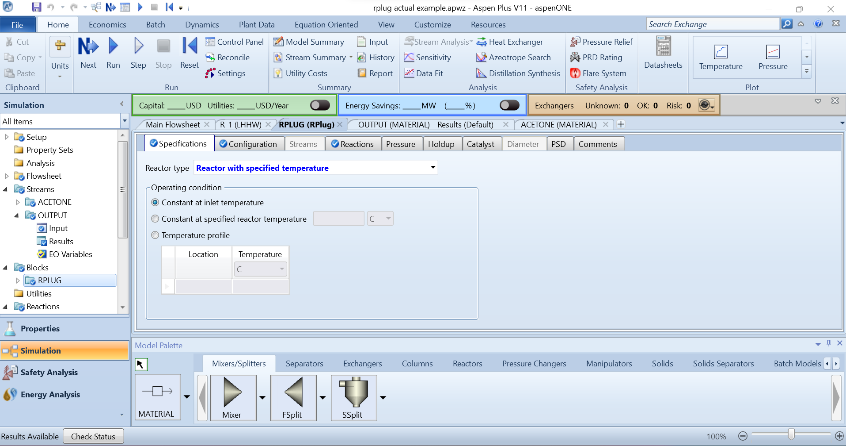 rplug actual example.apwz - Aspen Plus V11 - aspenONE
File Home Economics Batch Dynamics Plant Data Equation Oriented View Customize Resources Search Exchange
Cut Copy Paste Clipboard
Units
Next Run Step Stop Reset Control Panel Reconcile Settings Run
Model Summary Stream Summary Utility Costs Input History Report Summary
Stream Analysis Sensitivity Data Fit Heat Exchanger Azeotrope Search Distillation Synthesis Analysis
Pressure Relief PRD Rating Flare System Safety Analysis
Datasheets
Temperature Pressure Plot
Simulation
All Items
Capital: ____USD Utilities: ____USD/Year
Energy Savings: ____MW (____%)
Exchangers Unknown: 0 OK: 0 Risk: 0
Setup
Property Sets
Analysis
Flowsheet
Streams
ACETONE
OUTPUT
Input
Results
EO Variables
Blocks
RPLUG
Utilities
Reactions
Properties
Simulation
Safety Analysis
Energy Analysis
Main Flowsheet R-1 (LHHW) RPLUG (RPlug) OUTPUT (MATERIAL) Results (Default) ACETONE (MATERIAL)
Specifications Configuration Streams Reactions Pressure Holdup Catalyst Diameter PSD Comments
Reactor type Reactor with specified temperature
Operating condition
Constant at inlet temperature
Constant at specified reactor temperature C
Temperature profile
Location Temperature
C
Model Palette
Mixers/Splitters Separators Exchangers Columns Reactors Pressure Changers Manipulators Solids Solids Separators Batch Models
MATERIAL Mixer FSplit SSplit
Results Available Check Status 100%